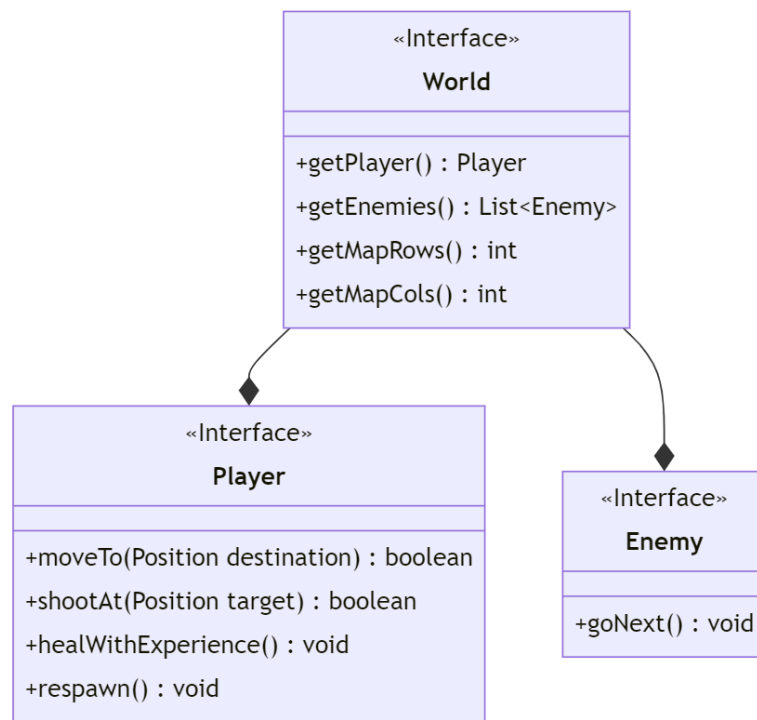 «Interface»
World
+getPlayer() : Player
+getEnemies() : List<Enemy>
+getMapRows() : int
+getMapCols() : int
«Interface»
Player
+moveTo(Position destination) : boolean
+shootAt(Position target) : boolean
+healWithExperience() : void
+respawn() : void
«Interface»
Enemy
+goNext() : void